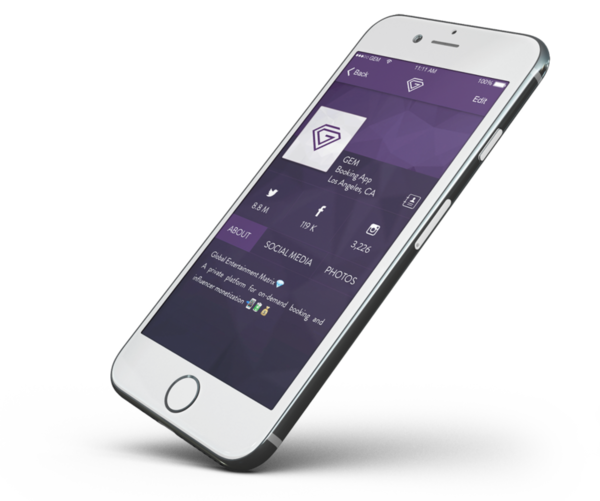 GEM 11:11 AM 100%
Back Edit
GEM
Booking App
Los Angeles, CA
8.8 M 119 K 3,226
ABOUT SOCIAL MEDIA PHOTOS
Global Entertainment Matrix💎
A private platform for on-demand booking and
influencer monetization 📲💵💰